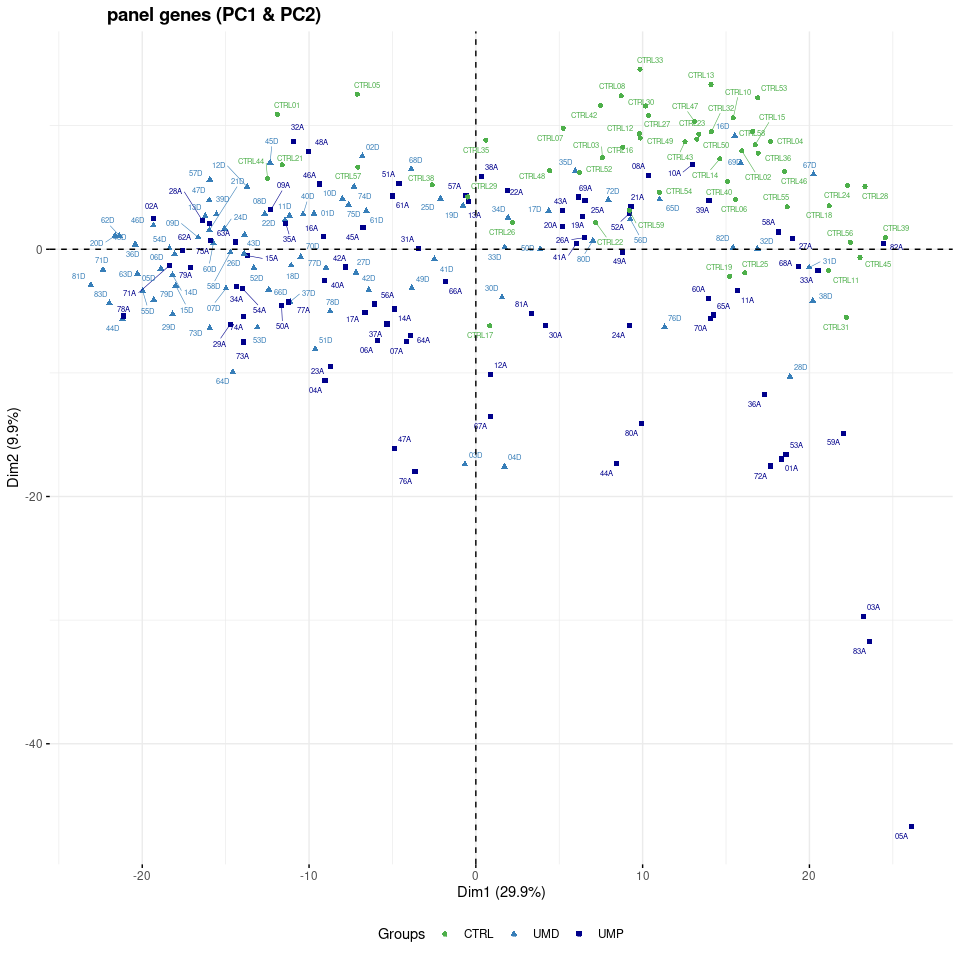 panel genes (PC1 & PC2)
CTRL33
CTRL05
CTRL08
CTRL13
CTRL10
CTRL53
CTRL01
CTRL30
CTRL47
CTRL32
CTRL42
CTRL15
32A
CTRL12
CTRL27
CTRL23
16D
CTRL58
45D
48A
02D
CTRL35
CTRL07
CTRL03
CTRL16
CTRL49
CTRL50
CTRL04
CTRL44
CTRL21
12D
68D
CTRL43
CTRL36
57D
21D
46A
CTRL57
51A
CTRL38
38A
35D
CTRL52
08A
10A
69D
67D
28A
47D
39D
09A
40D
74D
57A
CTRL29
22A
CTRL48
69A
72D
CTRL54
CTRL14
CTRL02
CTRL46
02A
13D
08D
11D
10D
75D
61A
25D
19D
13A
34D
17D
43A
25A
21A
65D
39A
CTRL40
CTRL06
CTRL55
CTRL24
CTRL28
62D
46D
09D
24D
22D
01D
61D
CTRL26
20A
19A
52A
CTRL59
CTRL18
20D
36D
62A
63A
35A
16A
45A
31A
26A
CTRL22
56D
58A
CTRL56
CTRL39
71D
06D
75A
43D
15A
70D
42A
33D
50D
41A
80D
49A
82D
32D
27A
82A
81D
63D
05D
79A
60D
26D
52D
18D
77D
27D
49D
41D
CTRL19
CTRL25
68A
31D
CTRL45
83D
71A
79D
14D
58D
34A
66D
37D
40A
42D
66A
30D
60A
11A
33A
CTRL11
78A
55D
15D
07D
54A
77A
78D
56A
14A
81A
65A
38D
44D
29D
73D
29A
74A
50A
53D
17A
37A
64A
CTRL17
30A
24A
76D
70A
CTRL31
73A
51D
06A
07A
64D
23A
04A
12A
28D
36A
67A
80A
59A
47A
76A
03D
04D
44A
53A
72A
01A
03A
83A
05A
0
-20
-40
Dim2 (9.9%)
-20
-10
0
10
20
Dim1 (29.9%)
Groups
CTRL
UMD
UMP